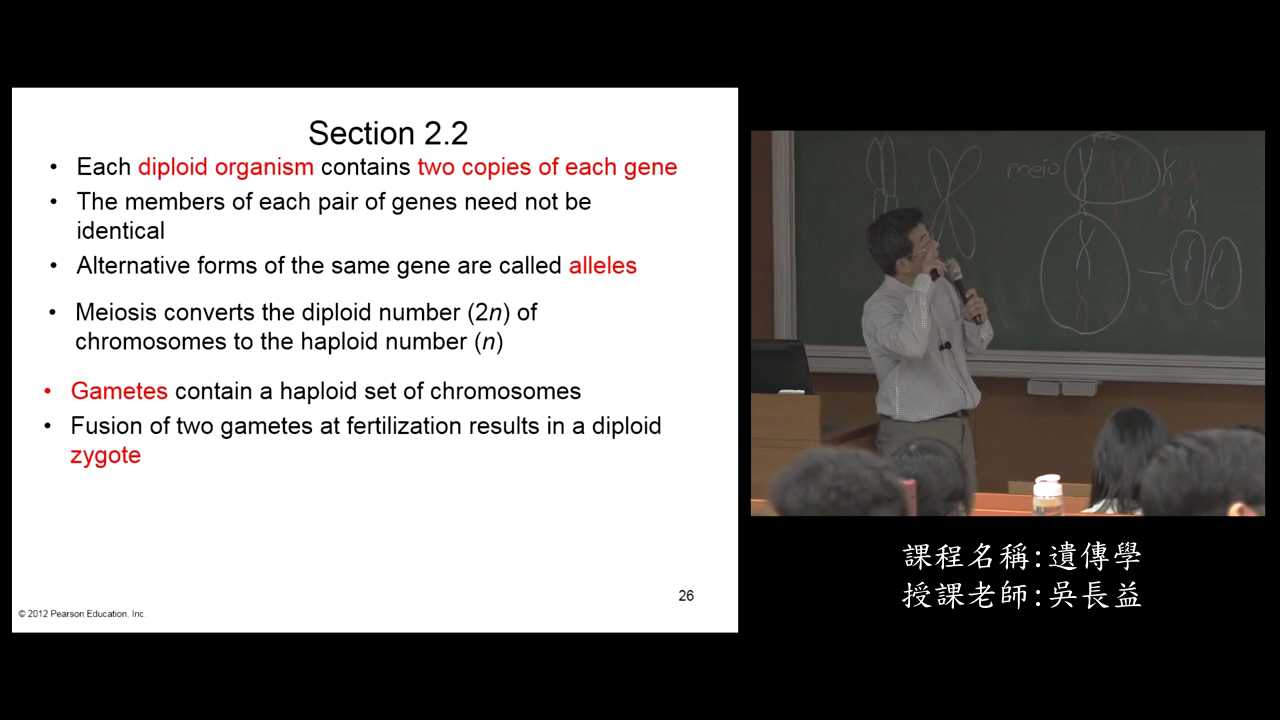 Section 2.2
• Each diploid organism contains two copies of each gene
• The members of each pair of genes need not be
identical
• Alternative forms of the same gene are called alleles
• Meiosis converts the diploid number (2n) of
chromosomes to the haploid number (n)
• Gametes contain a haploid set of chromosomes
• Fusion of two gametes at fertilization results in a diploid
zygote
26
© 2012 Pearson Education, Inc.
meio
課程名稱:遺傳學
授課老師:吳長益